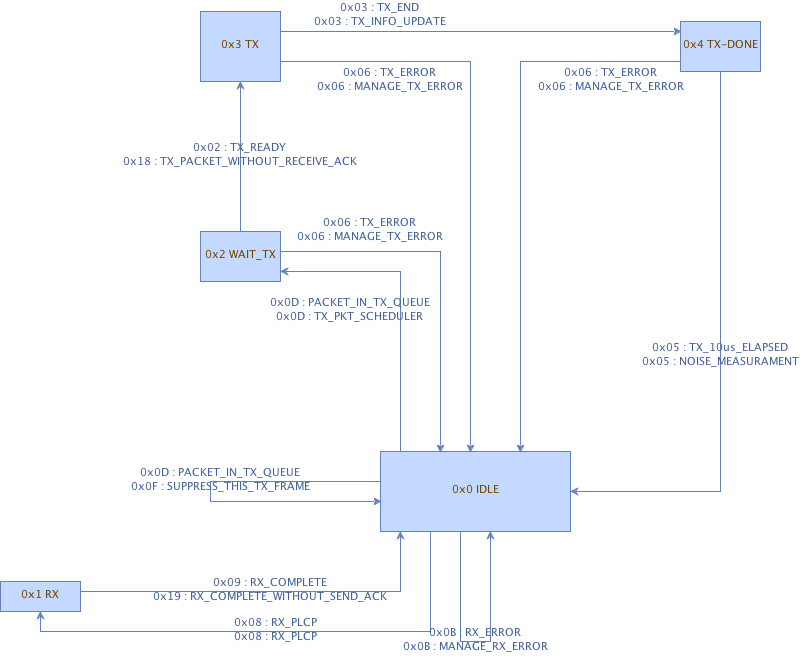 0x03 : TX_END
0x03 : TX_INFO_UPDATE
0x3 TX
0x4 TX-DONE
0x06 : TX_ERROR
0x06 : MANAGE_TX_ERROR
0x06 : TX_ERROR
0x06 : MANAGE_TX_ERROR
0x02 : TX_READY
0x18 : TX_PACKET_WITHOUT_RECEIVE_ACK
0x06 : TX_ERROR
0x06 : MANAGE_TX_ERROR
0x2 WAIT_TX
0x0D : PACKET_IN_TX_QUEUE
0x0D : TX_PKT_SCHEDULER
0x05 : TX_10us_ELAPSED
0x05 : NOISE_MEASURAMENT
0x0D : PACKET_IN_TX_QUEUE
0x0F : SUPPRESS_THIS_TX_FRAME
0x0 IDLE
0x1 RX
0x09 : RX_COMPLETE
0x19 : RX_COMPLETE_WITHOUT_SEND_ACK
0x08 : RX_PLCP
0x08 : RX_PLCP
0x0B : RX_ERROR
0x0B : MANAGE_RX_ERROR